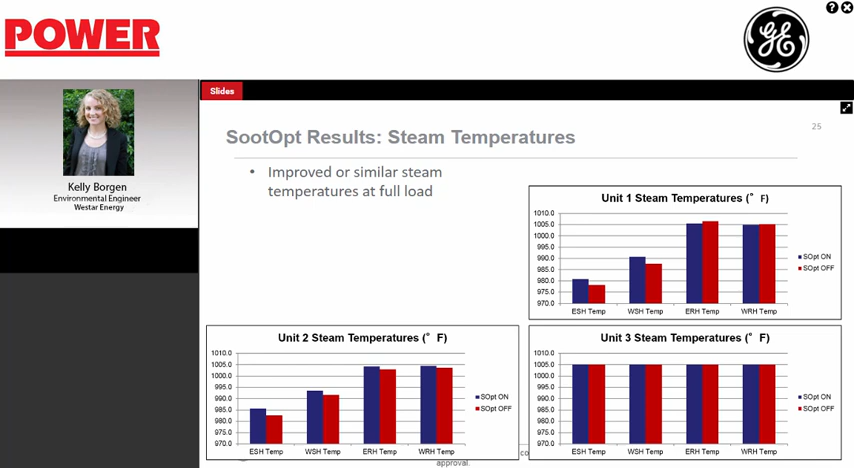 POWER
GE
Slides
Kelly Borgen
Environmental Engineer
Westar Energy
SootOpt Results: Steam Temperatures
25
• Improved or similar steam
temperatures at full load
Unit 1 Steam Temperatures (° F)
1010.0
1005.0
1000.0
995.0
990.0
985.0
980.0
975.0
970.0
ESH Temp WSH Temp ERH Temp WRH Temp
SOpt ON
SOpt OFF
Unit 2 Steam Temperatures (° F)
1010.0
1005.0
1000.0
995.0
990.0
985.0
980.0
975.0
970.0
ESH Temp WSH Temp ERH Temp WRH Temp
SOpt ON
SOpt OFF
Unit 3 Steam Temperatures (° F)
1010.0
1005.0
1000.0
995.0
990.0
985.0
980.0
975.0
970.0
ESH Temp WSH Temp ERH Temp WRH Temp
SOpt ON
SOpt OFF
approval.